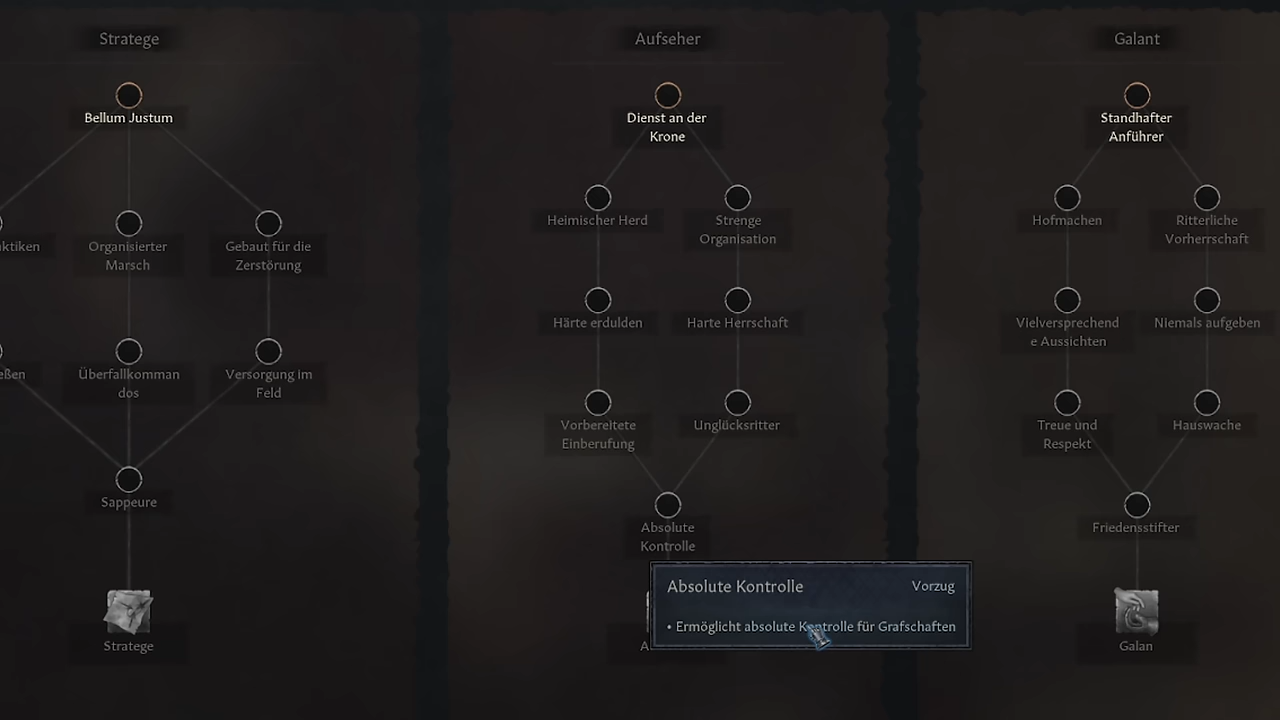 Stratege
Aufseher
Galant
Bellum Justum
Dienst an der
Krone
Standhafter
Anführer
Heimischer Herd
Strenge
Organisation
Hofmachen
Ritterliche
Vorherrschaft
Organisierter
Marsch
Gebaut für die
Zerstörung
Härte erdulden
Harte Herrschaft
Vielversprechend
e Aussichten
Niemals aufgeben
Überfallkomman
dos
Versorgung im
Feld
Vorbereitete
Einberufung
Unglücksritter
Treue und
Respekt
Hauswache
Sappeure
Absolute
Kontrolle
Friedensstifter
Absolute Kontrolle
Vorzug
• Ermöglicht absolute Kontrolle für Grafschaften
Stratege
Galan